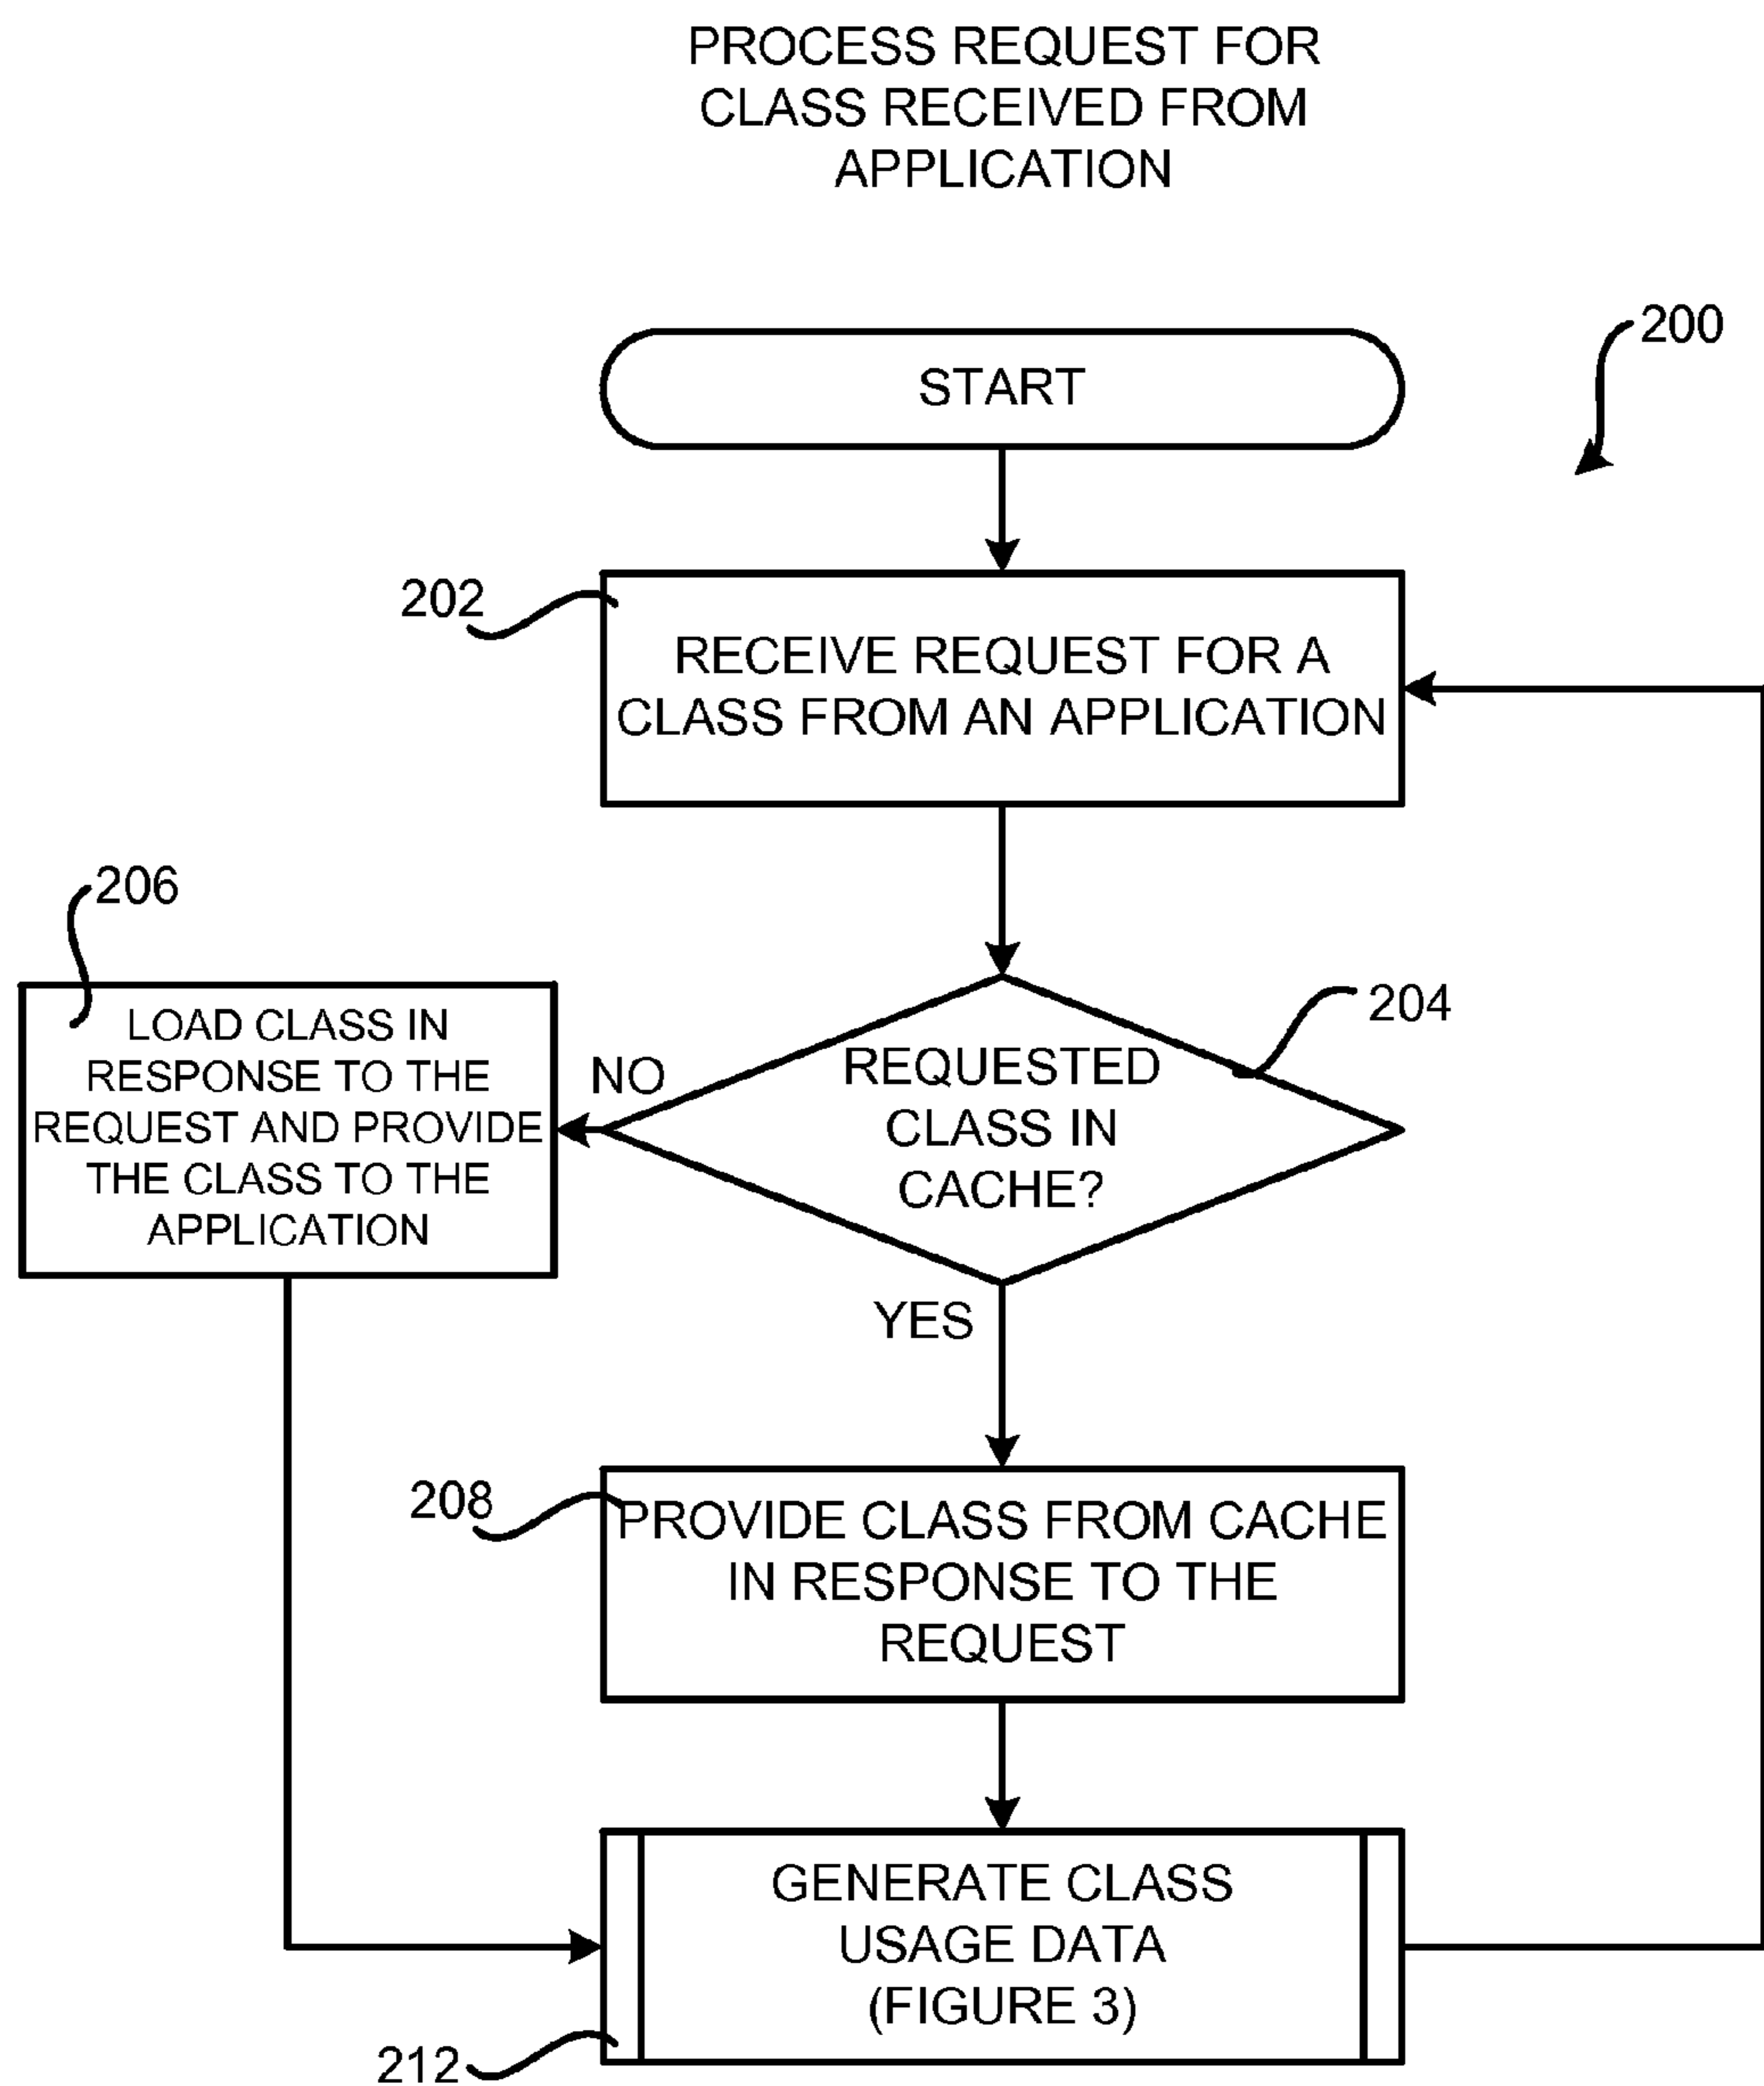 PROCESS REQUEST FOR
CLASS RECEIVED FROM
APPLICATION
200
START
202
RECEIVE REQUEST FOR A
CLASS FROM AN APPLICATION
206
204
LOAD CLASS IN
RESPONSE TO THE
REQUEST AND PROVIDE
THE CLASS TO THE
APPLICATION
NO
REQUESTED
CLASS IN
CACHE?
YES
208
PROVIDE CLASS FROM CACHE
IN RESPONSE TO THE
REQUEST
GENERATE CLASS
USAGE DATA
(FIGURE 3)
212